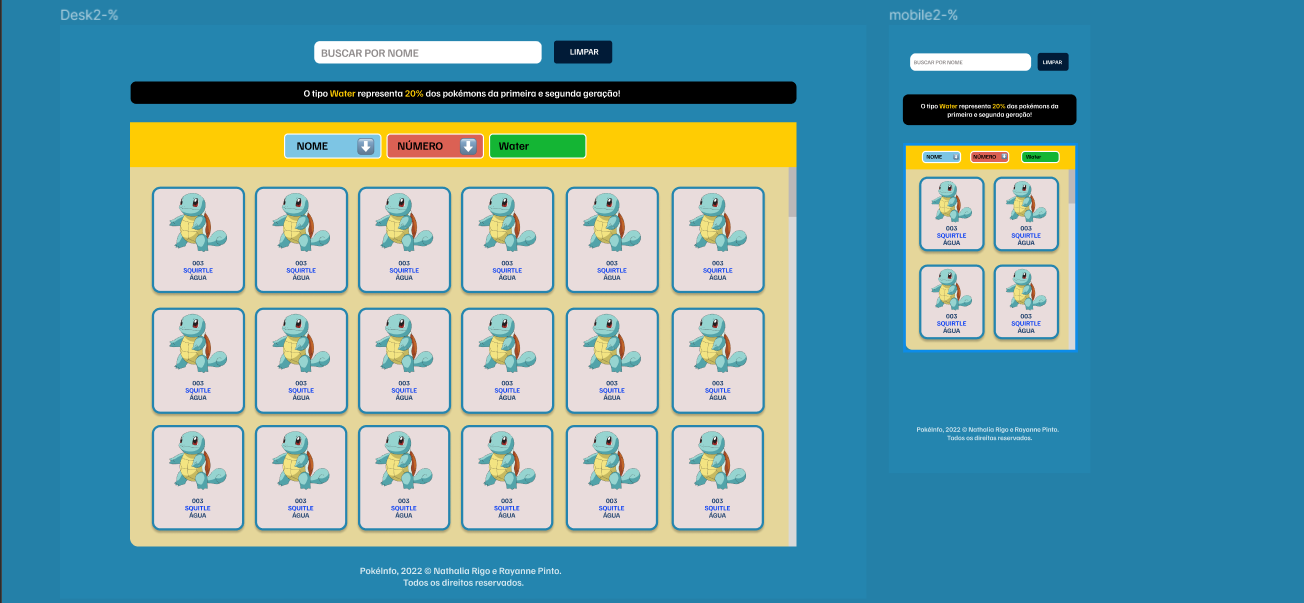 Desk2-%
BUSCAR POR NOME
LIMPAR
O tipo Water representa 20% dos pokémons da primeira e segunda geração!
NOME
NÚMERO
Water
003
SQUIRTLE
ÁGUA
003
SQUIRTLE
ÁGUA
003
SQUIRTLE
ÁGUA
003
SQUIRTLE
ÁGUA
003
SQUIRTLE
ÁGUA
003
SQUIRTLE
ÁGUA
003
SQUITLE
ÁGUA
003
SQUITLE
ÁGUA
003
SQUITLE
ÁGUA
003
SQUITLE
ÁGUA
003
SQUITLE
ÁGUA
003
SQUITLE
ÁGUA
003
SQUITLE
ÁGUA
003
SQUITLE
ÁGUA
003
SQUITLE
ÁGUA
003
SQUITLE
ÁGUA
003
SQUITLE
ÁGUA
003
SQUITLE
ÁGUA
PokéInfo, 2022 © Nathalia Rigo e Rayanne Pinto.
Todos os direitos reservados.
mobile2-%
BUSCAR POR NOME
LIMPAR
O tipo Water representa 20% dos pokémons da
primeira e segunda geração!
NOME
NÚMERO
Water
003
SQUIRTLE
ÁGUA
003
SQUIRTLE
ÁGUA
003
SQUIRTLE
ÁGUA
003
SQUIRTLE
ÁGUA
PokéInfo, 2022 © Nathalia Rigo e Rayanne Pinto.
Todos os direitos reservados.